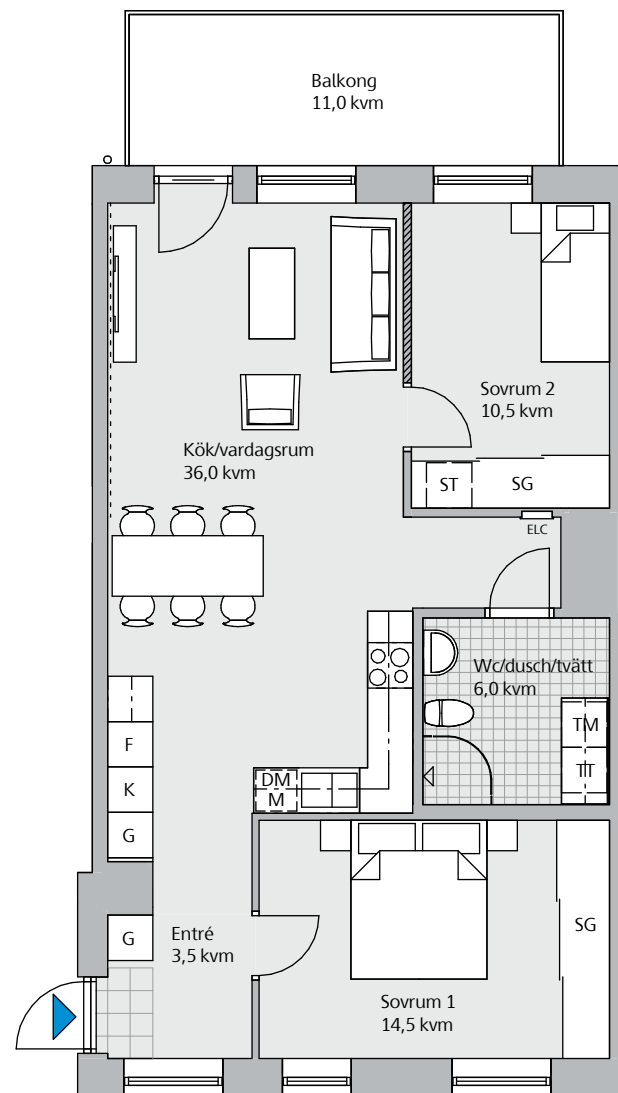 Balkong
11,0 kvm
Sovrum 2
10,5 kvm
Kök/vardagsrum
36,0 kvm
ST
SG
ELC
Wc/dusch/tvätt
6,0 kvm
TM
TT
F
K
G
DM
M
G
Entré
3,5 kvm
SG
Sovrum 1
14,5 kvm